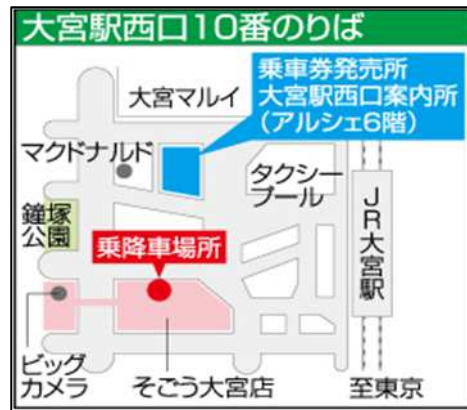 大宮駅西口10番のりば
乗車券発売所
大宮駅西口案内所
(アルシェ6階)
大宮マルイ
マクドナルド
タクシー
プール
鐘塚
公園
JR大宮駅
乗降車場所
ビッグ
カメラ
そごう大宮店
至東京